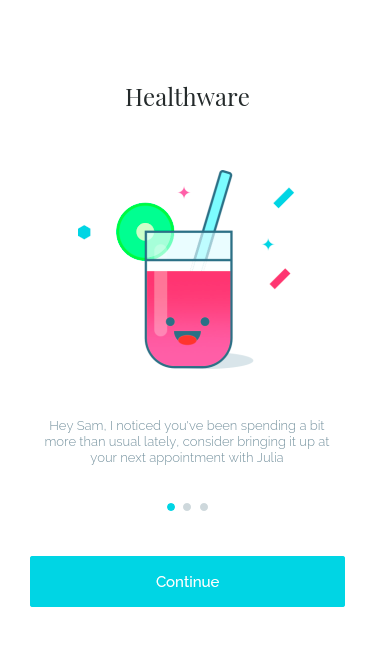 Healthware
Hey Sam, I noticed you've been spending a bit
more than usual lately, consider bringing it up at
your next appointment with Julia
Continue